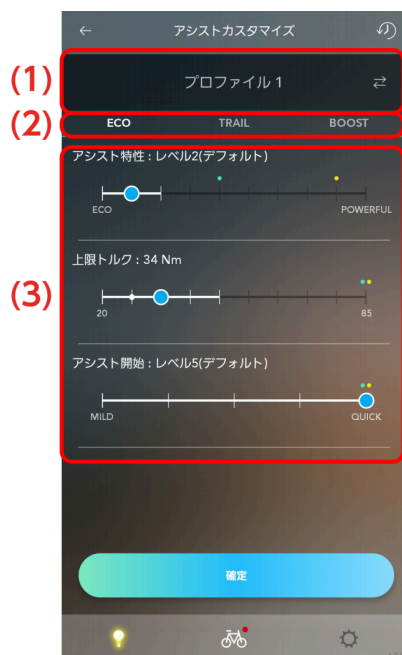 アシストカスタマイズ
(1)
プロファイル 1
(2)
ECO TRAIL BOOST
(3)
アシスト特性 : レベル2(デフォルト)
ECO POWERFUL
上限トルク : 34 Nm
20 85
アシスト開始 : レベル5(デフォルト)
MILD QUICK
確定